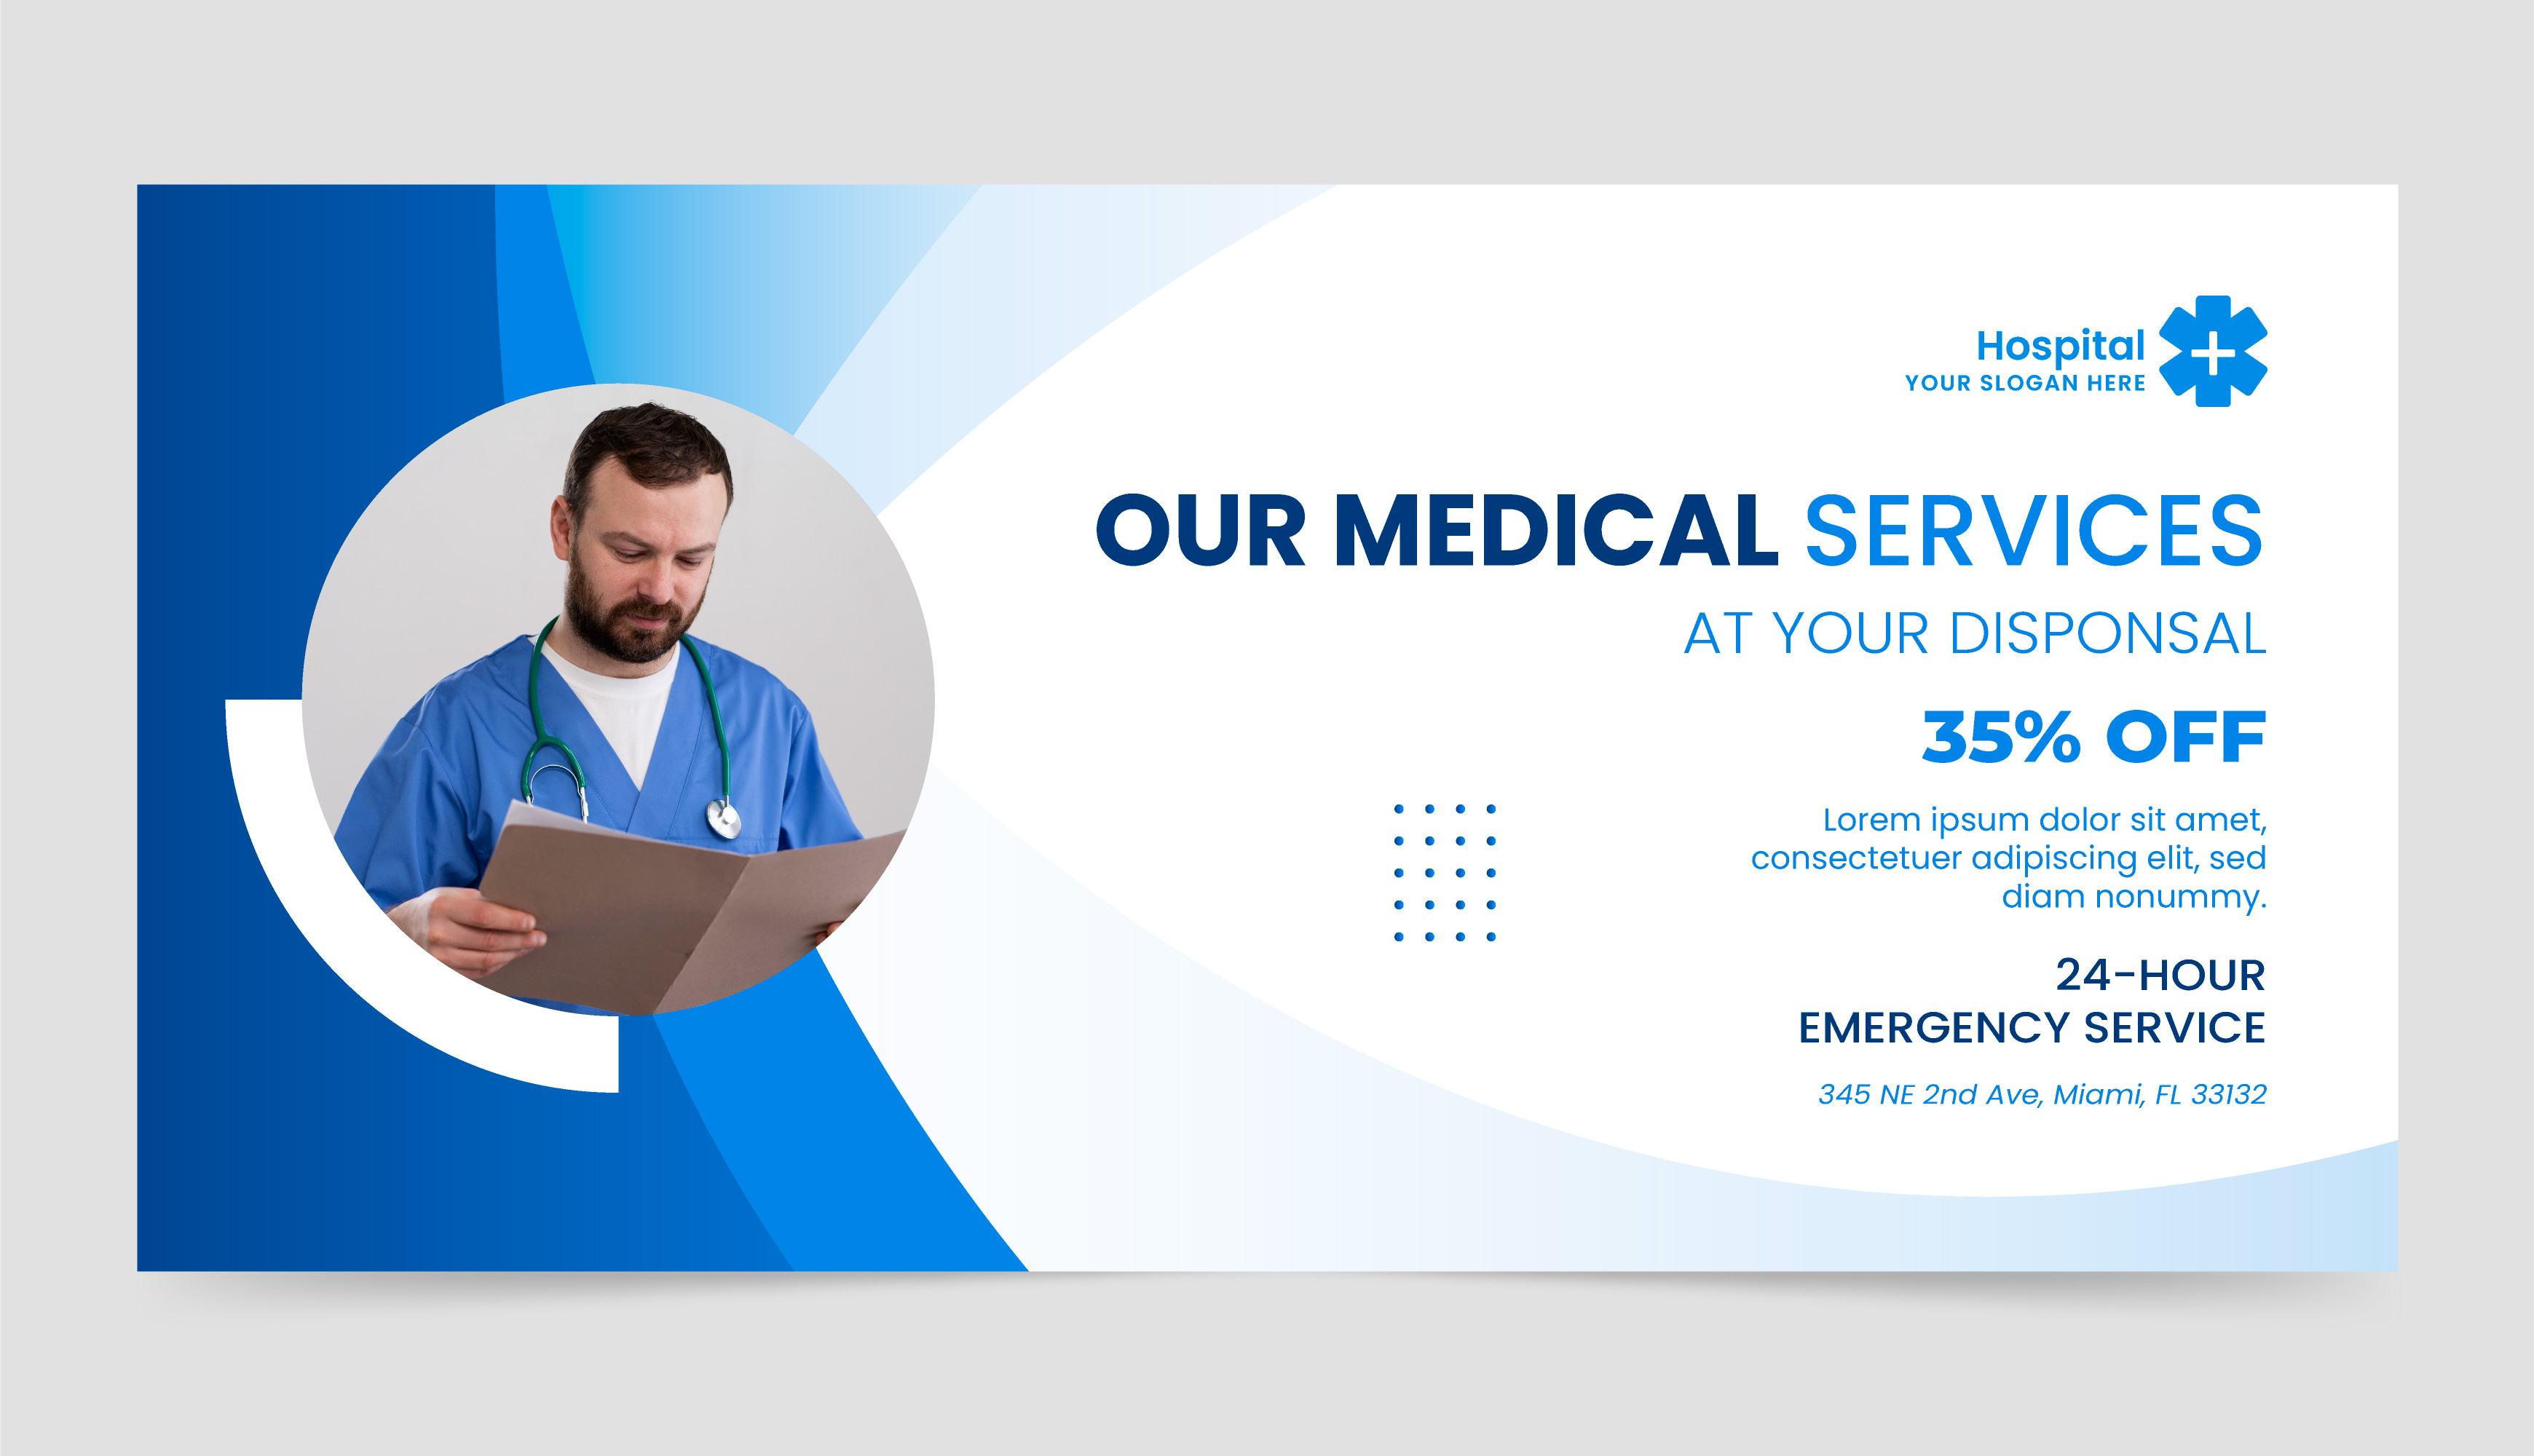 Hospital
YOUR SLOGAN HERE
OUR MEDICAL SERVICES
AT YOUR DISPONSAL
35% OFF
Lorem ipsum dolor sit amet,
consectetuer adipiscing elit, sed
diam nonummy.
24-HOUR
EMERGENCY SERVICE
345 NE 2nd Ave, Miami, FL 33132